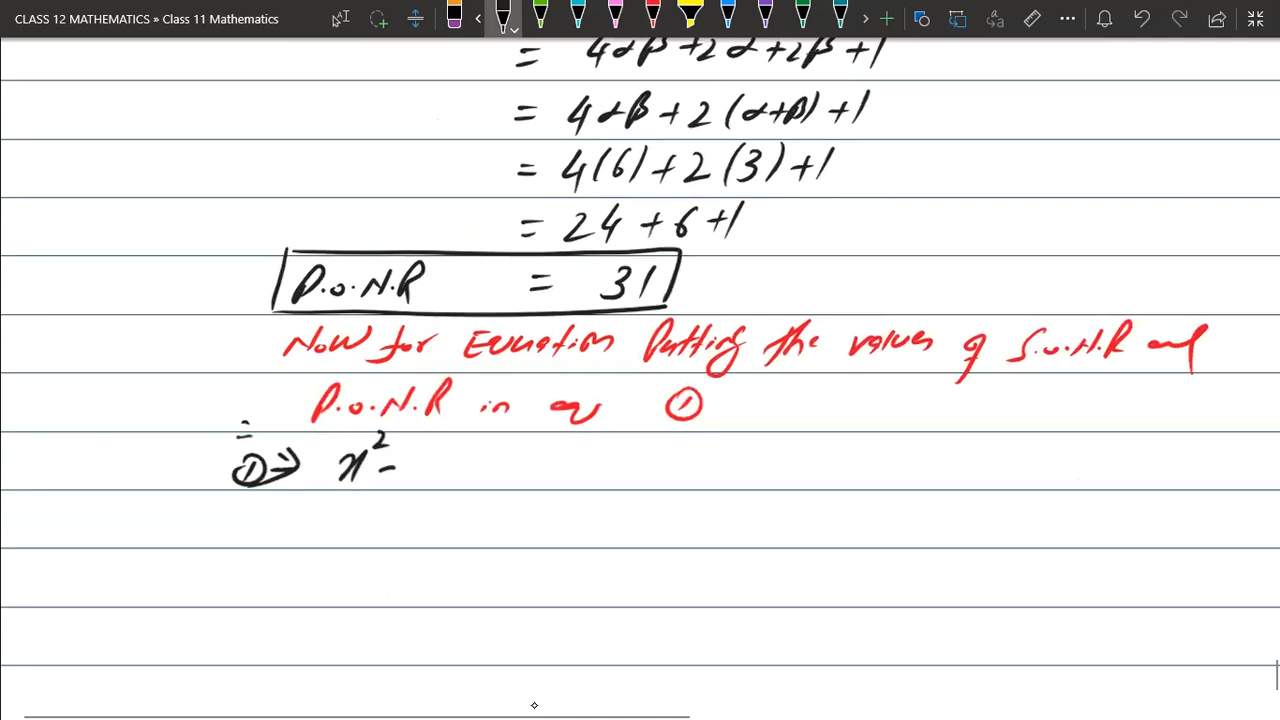 CLASS 12 MATHEMATICS » Class 11 Mathematics
= 4αβ + 2α + 2β + 1
= 4αβ + 2 (α+β) + 1
= 4(6) + 2 (3) + 1
= 24 + 6 + 1
P.o.N.R = 31
Now for Equation Putting the values of S.o.N.R and
P.o.N.R in eq ①
① ⇒ x² -